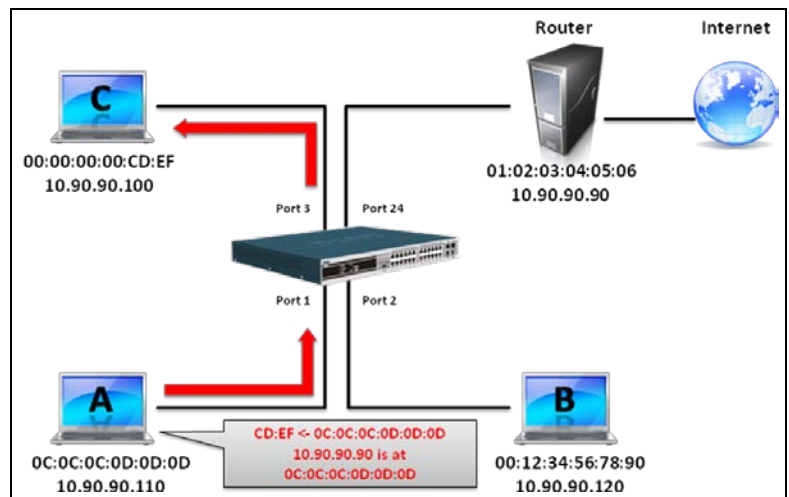 Router
Internet
C
00:00:00:00:CD:EF
10.90.90.100
01:02:03:04:05:06
10.90.90.90
Port 3
Port 24
Port 1
Port 2
A
B
CD:EF <- 0C:0C:0C:0D:0D:0D
10.90.90.90 is at
0C:0C:0C:0D:0D:0D
0C:0C:0C:0D:0D:0D
10.90.90.110
00:12:34:56:78:90
10.90.90.120